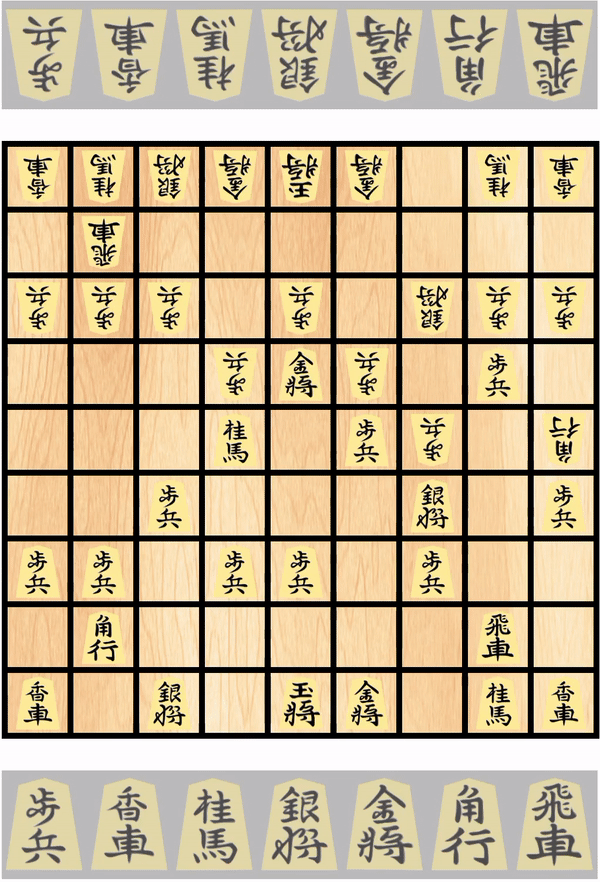 歩兵 香車 桂馬 銀将 金将 角行 飛車
香車 桂馬 銀将 金将 玉将 金将 桂馬 香車
飛車
歩兵 歩兵 歩兵 歩兵 銀将 歩兵 歩兵
歩兵 金将 歩兵 歩兵
桂馬 歩兵 歩兵 角行
歩兵 銀将 歩兵
歩兵 歩兵 歩兵 歩兵 歩兵
角行 飛車
香車 銀将 玉将 金将 桂馬 香車
歩兵 香車 桂馬 銀将 金将 角行 飛車